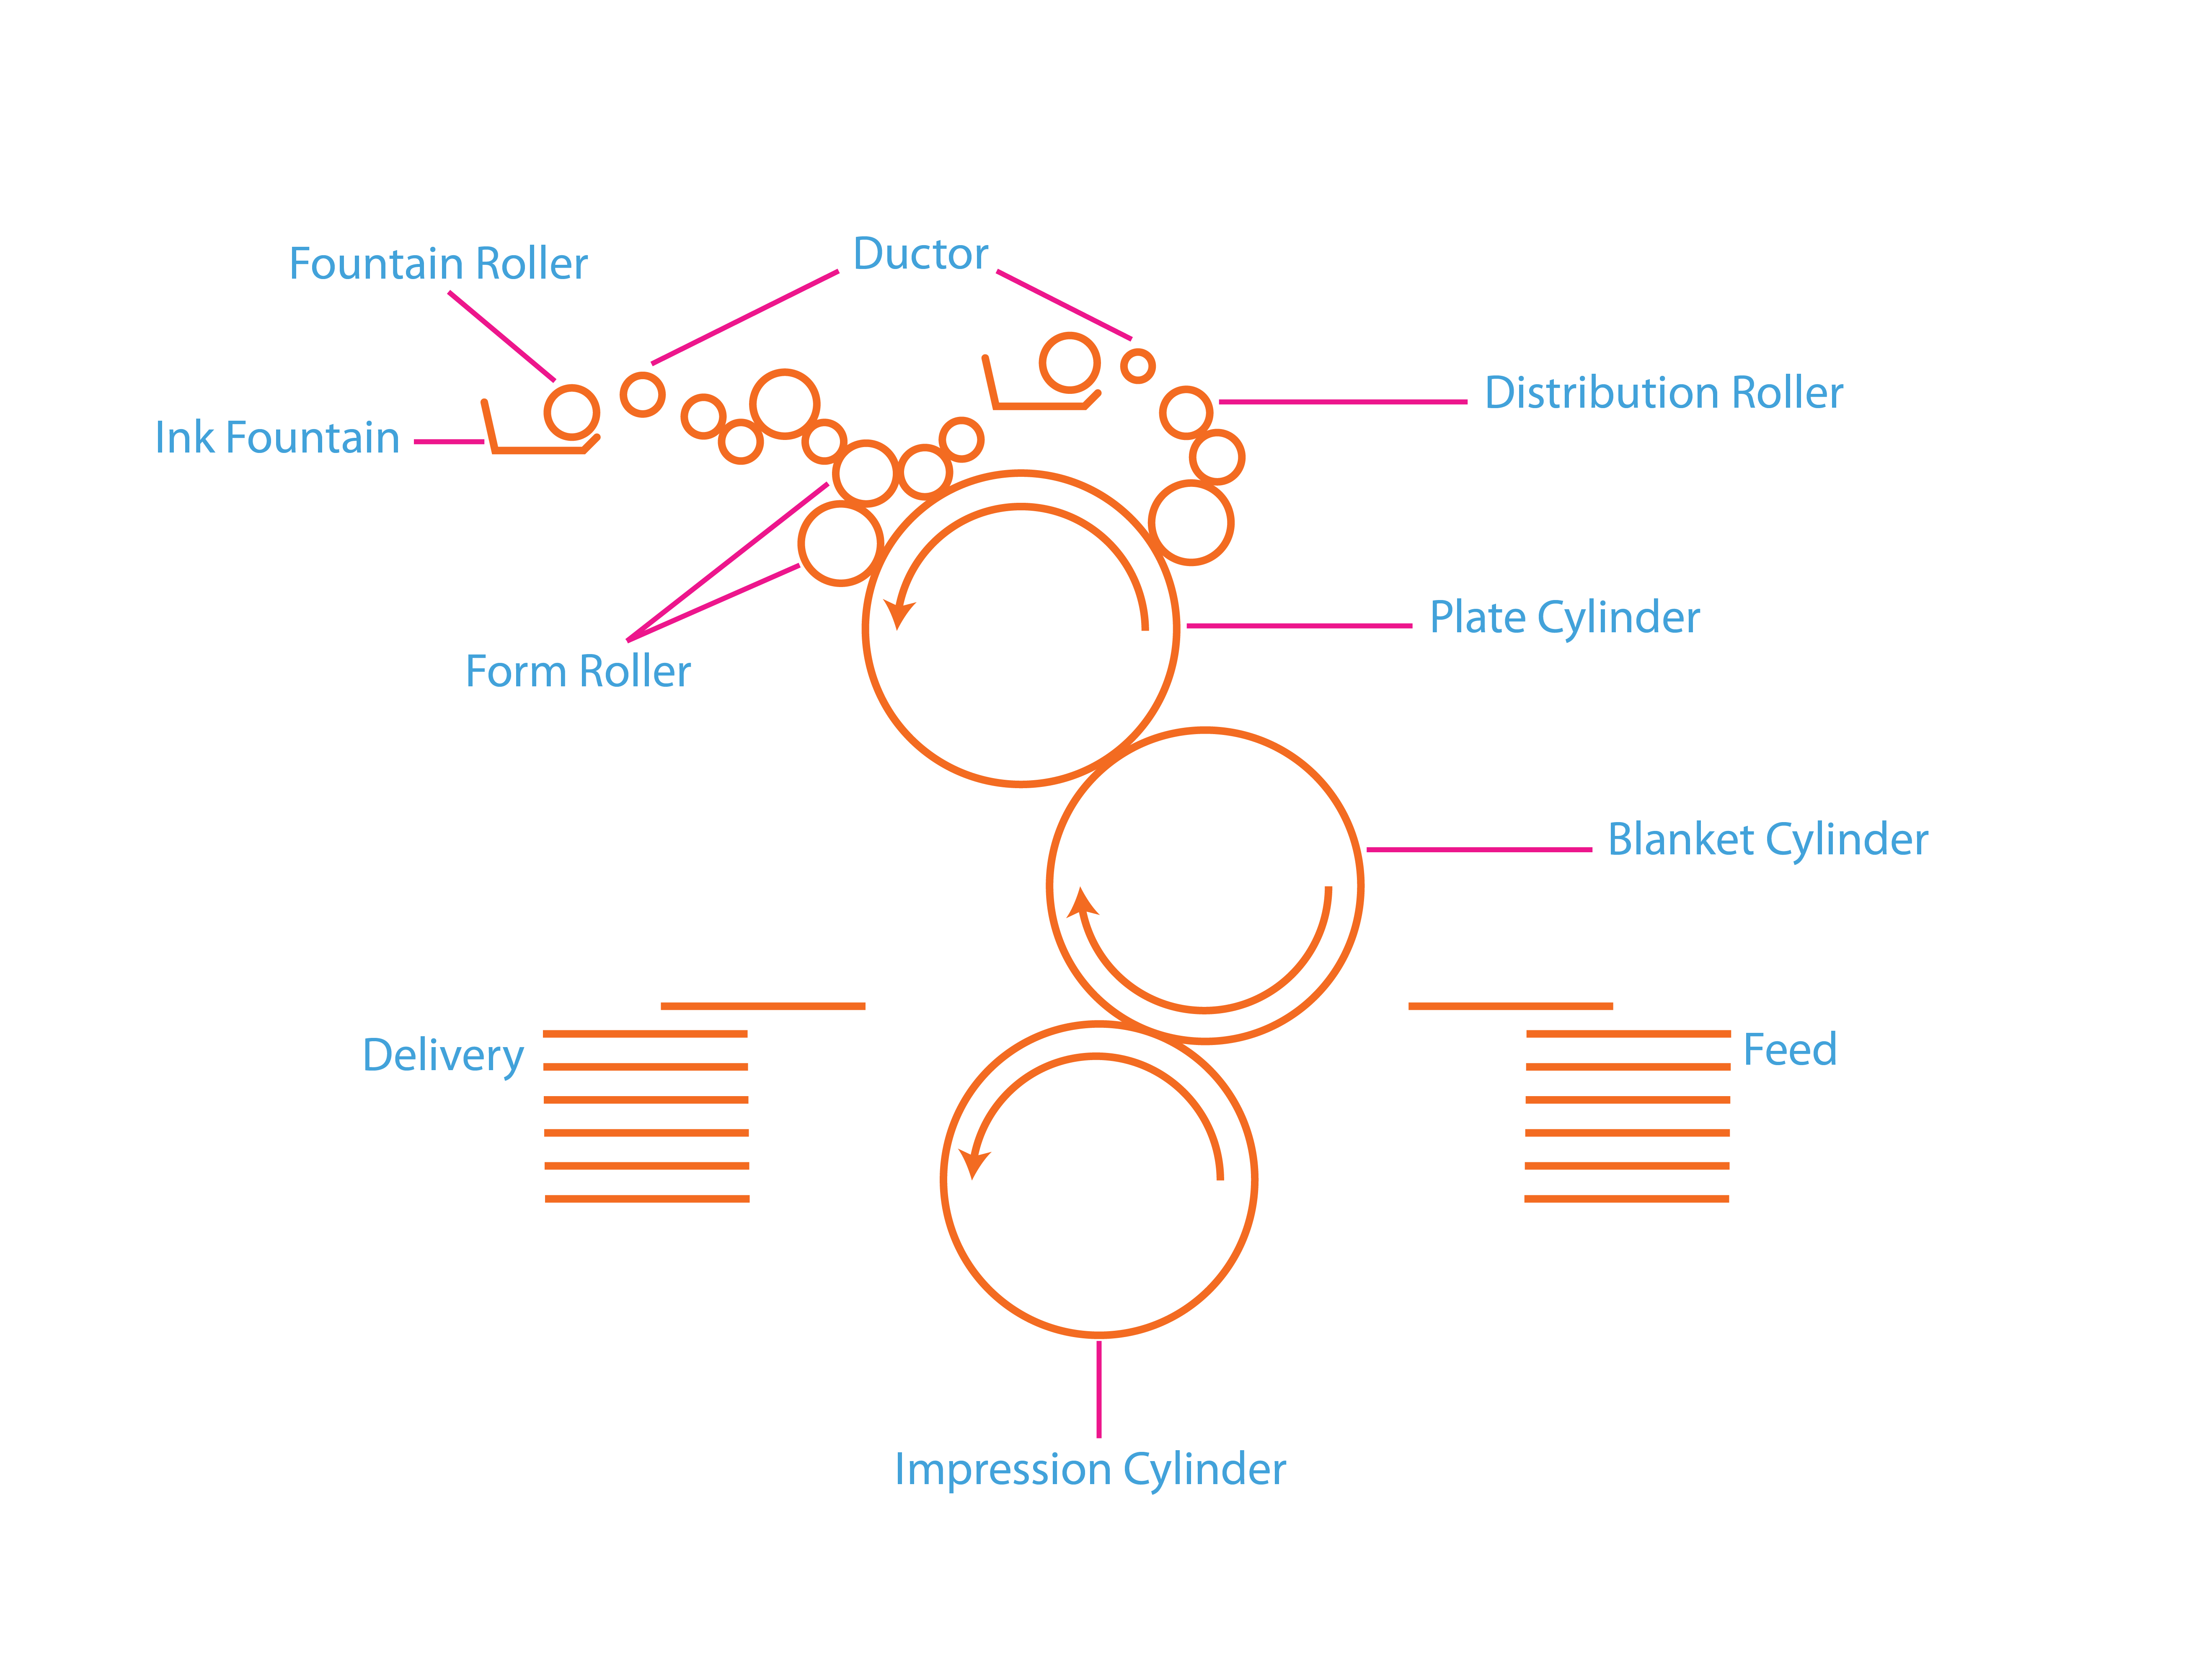 Ductor
Fountain Roller
Distribution Roller
Ink Fountain
Plate Cylinder
Form Roller
Blanket Cylinder
Delivery
Feed
Impression Cylinder